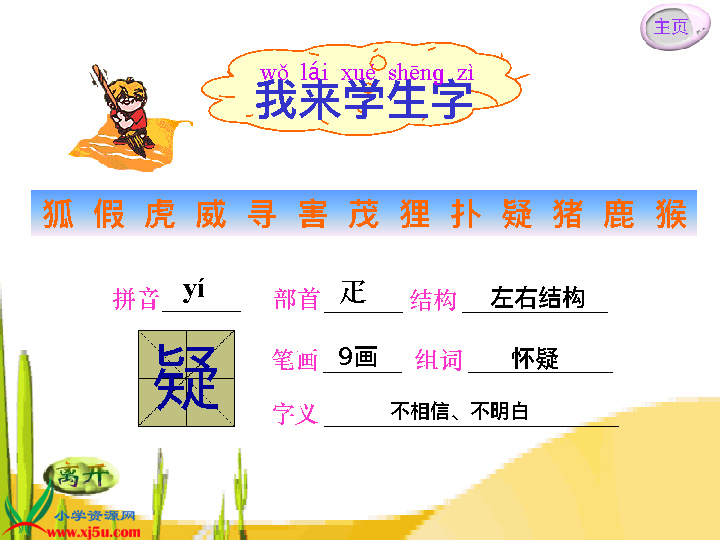 主页
wǒ lái xué shēng zì
我来学生字
狐 假 虎 威 寻 害 茂 狸 扑 疑 猪 鹿 猴
拼音 yí 部首 疋 结构 左右结构
疑 笔画 9画 组词 怀疑
字义 不相信、不明白
离开
小学资源网
www.xj5u.com